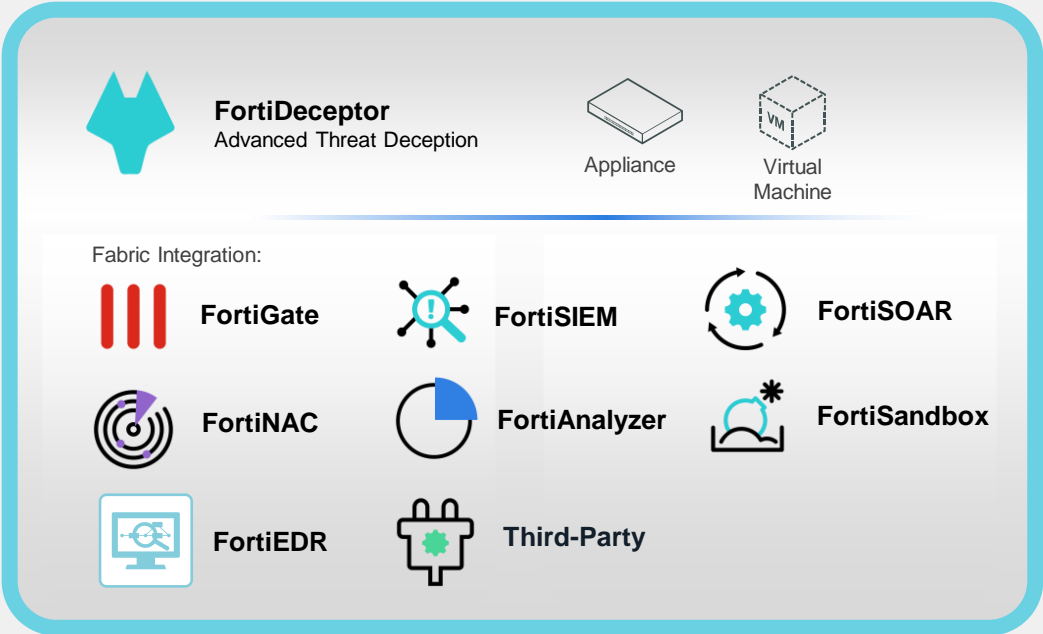 FortiDeceptor
Advanced Threat Deception
Appliance
VM
Virtual
Machine
Fabric Integration:
FortiGate
FortiSIEM
FortiSOAR
FortiNAC
FortiAnalyzer
FortiSandbox
FortiEDR
Third-Party